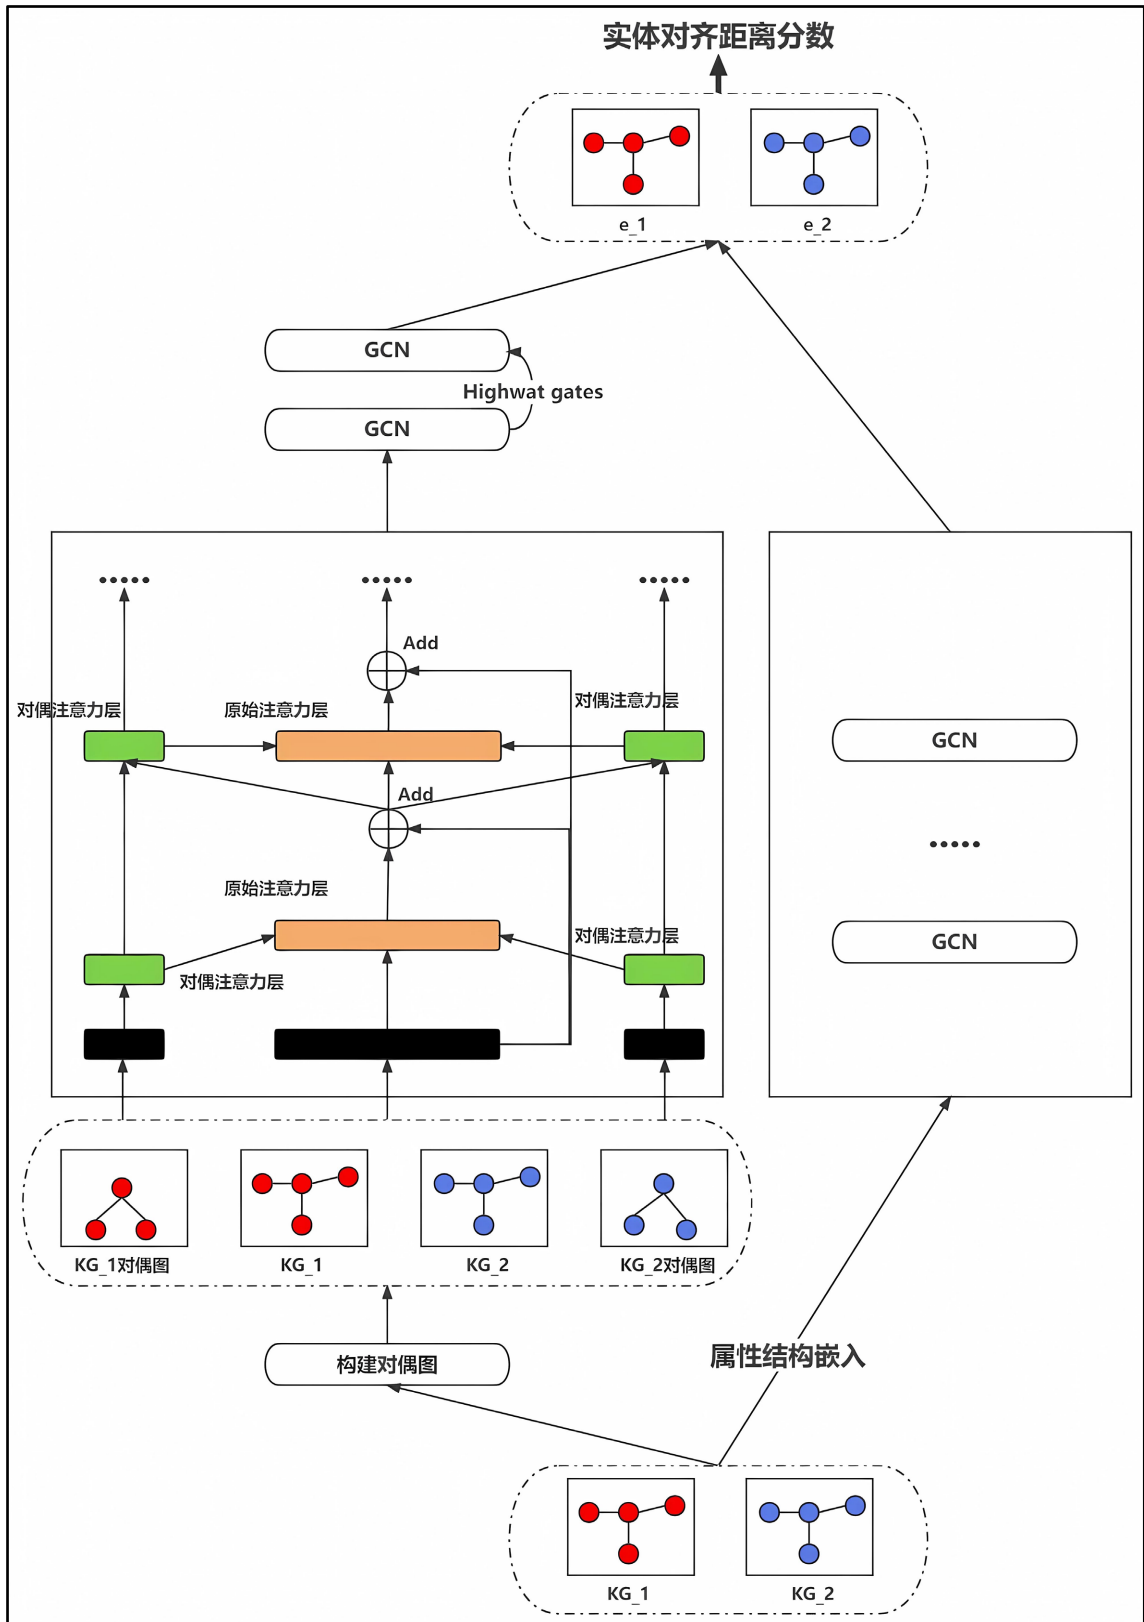 实体对齐距离分数
e_1
e_2
GCN
Highwat gates
GCN
•••••
•••••
•••••
Add
对偶注意力层
原始注意力层
对偶注意力层
GCN
Add
•••••
原始注意力层
对偶注意力层
GCN
对偶注意力层
KG_1对偶图
KG_1
KG_2
KG_2对偶图
构建对偶图
属性结构嵌入
KG_1
KG_2